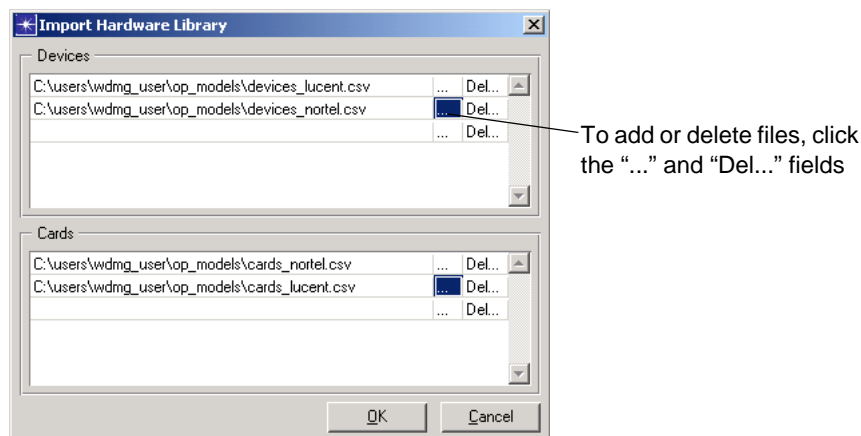 Import Hardware Library
Devices
C:\users\wdmg_user\op_models\devices_lucent.csv ... Del...
C:\users\wdmg_user\op_models\devices_nortel.csv ... Del...
... Del...
To add or delete files, click
the “...” and “Del...” fields
Cards
C:\users\wdmg_user\op_models\cards_nortel.csv ... Del...
C:\users\wdmg_user\op_models\cards_lucent.csv ... Del...
... Del...
OK Cancel